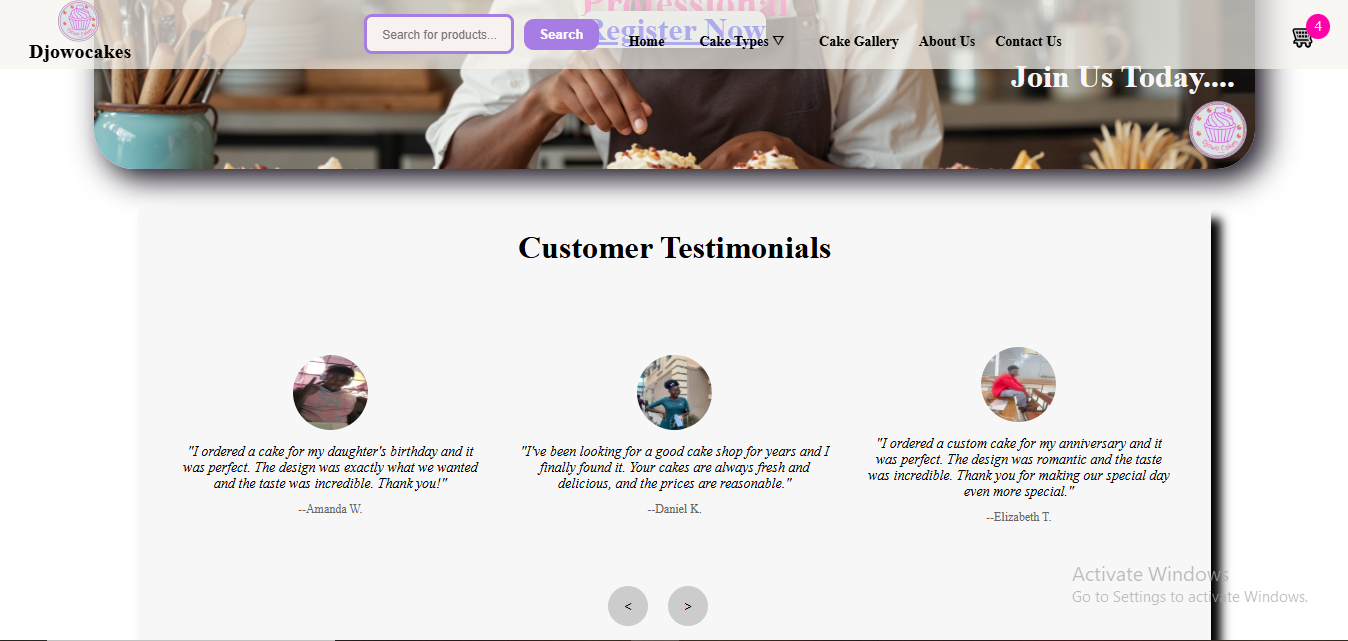 Professional
Register Now
Search for products...
Search
Djowocakes
Home
Cake Types ▽
Cake Gallery
About Us
Contact Us
4
Join Us Today....
Djowo Cakes
Customer Testimonials
"I ordered a cake for my daughter's birthday and it
was perfect. The design was exactly what we wanted
and the taste was incredible. Thank you!"
--Amanda W.
"I've been looking for a good cake shop for years and I
finally found it. Your cakes are always fresh and
delicious, and the prices are reasonable."
--Daniel K.
"I ordered a custom cake for my anniversary and it
was perfect. The design was romantic and the taste
was incredible. Thank you for making our special day
even more special."
--Elizabeth T.
< >
Activate Windows
Go to Settings to activate Windows.